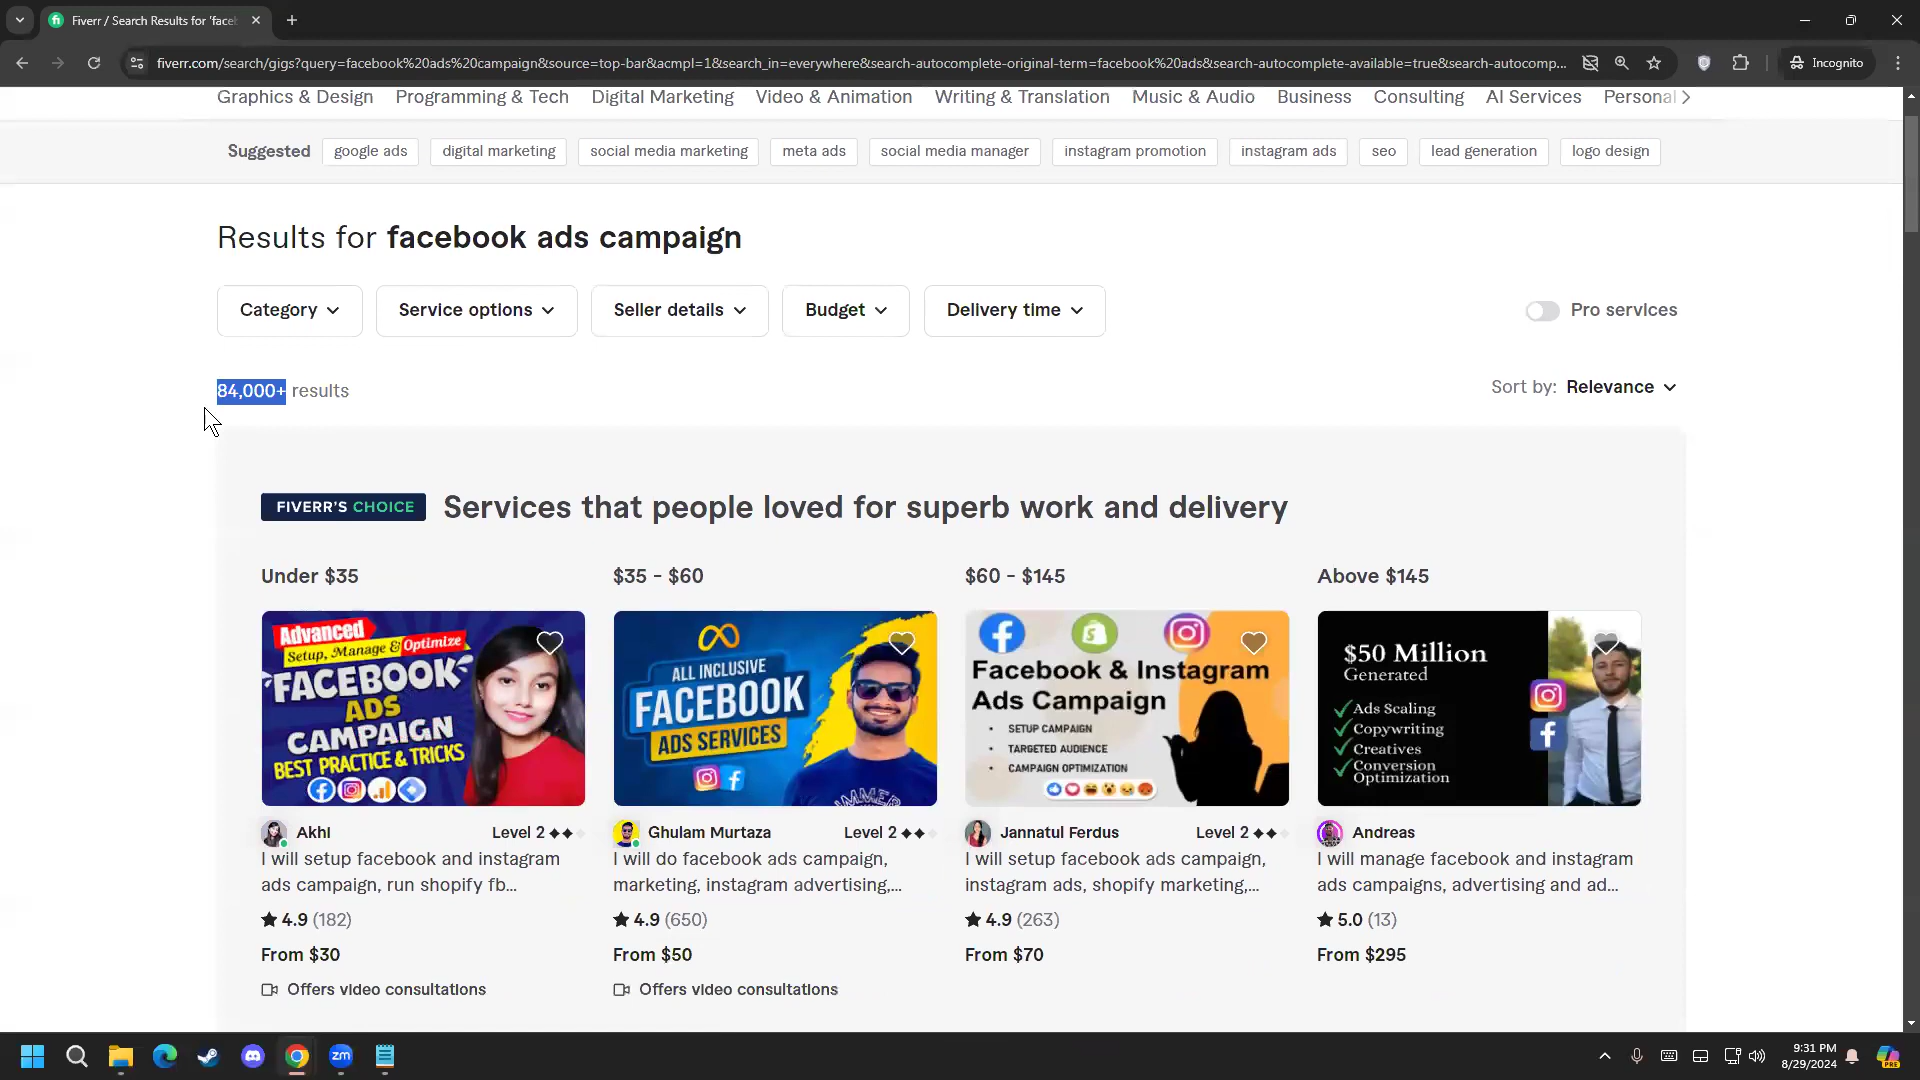 Fiverr / Search Results for 'facel
fiverr.com/search/gigs?query=facebook%20ads%20campaign&source=top-bar&acmpl=1&search_in=everywhere&search-autocomplete-original-term=facebook%20ads&search-autocomplete-available=true&search-autocomp...
Incognito
Graphics & Design Programming & Tech Digital Marketing Video & Animation Writing & Translation Music & Audio Business Consulting AI Services Personal
Suggested google ads digital marketing social media marketing meta ads social media manager instagram promotion instagram ads seo lead generation logo design
Results for facebook ads campaign
Category Service options Seller details Budget Delivery time Pro services
84,000+ results Sort by: Relevance
FIVERR'S CHOICE Services that people loved for superb work and delivery
Under $35 $35 - $60 $60 - $145 Above $145
Advanced
Setup, Manage & Optimize
FACEBOOK
ADS
CAMPAIGN
BEST PRACTICE & TRICKS
ALL INCLUSIVE
FACEBOOK
ADS SERVICES
Facebook & Instagram
Ads Campaign
• SETUP CAMPAIGN
• TARGETED AUDIENCE
• CAMPAIGN OPTIMIZATION
$50 Million
Generated
Ads Scaling
Copywriting
Creatives
Conversion
Optimization
Akhl Level 2
I will setup facebook and instagram
ads campaign, run shopify fb...
4.9 (182)
From $30
Offers video consultations
Ghulam Murtaza Level 2
I will do facebook ads campaign,
marketing, instagram advertising,...
4.9 (650)
From $50
Offers video consultations
Jannatul Ferdus Level 2
I will setup facebook ads campaign,
instagram ads, shopify marketing,...
4.9 (263)
From $70
Andreas
I will manage facebook and instagram
ads campaigns, advertising and ad...
5.0 (13)
From $295
zm
9:31 PM
8/29/2024